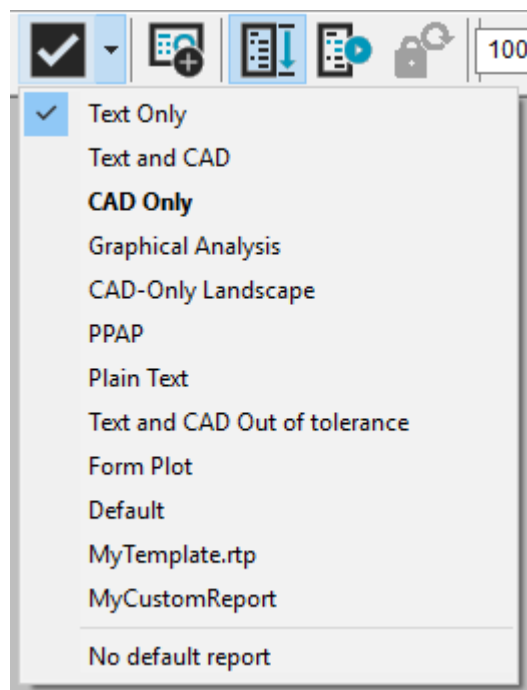 100
Text Only
Text and CAD
CAD Only
Graphical Analysis
CAD-Only Landscape
PPAP
Plain Text
Text and CAD Out of tolerance
Form Plot
Default
MyTemplate.rtp
MyCustomReport
No default report